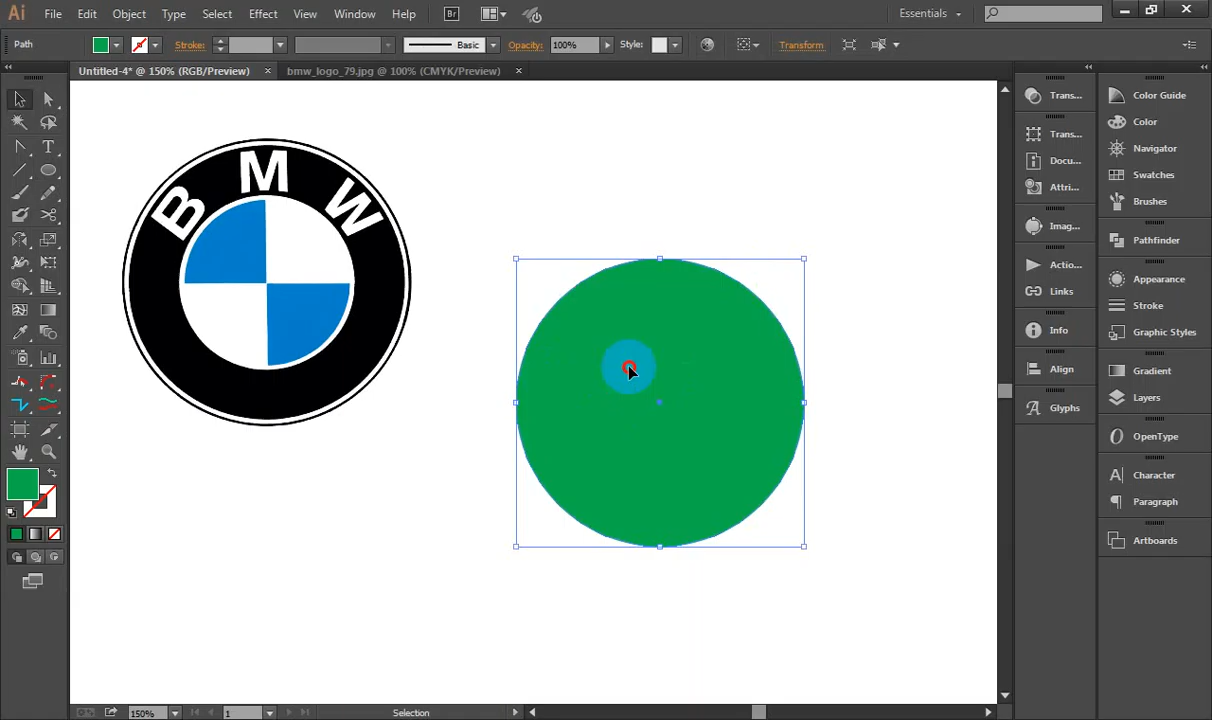 Ai File Edit Object Type Select Effect View Window Help Br Essentials
Path Stroke: Basic Opacity: 100% Style: Transform
Untitled-4* @ 150% (RGB/Preview) × bmw_logo_79.jpg @ 100% (CMYK/Preview) ×
B M W
Trans...
Trans...
Docu...
Attri...
Imag...
Actio...
Links
Info
Align
Glyphs
Color Guide
Color
Navigator
Swatches
Brushes
Pathfinder
Appearance
Stroke
Graphic Styles
Gradient
Layers
OpenType
Character
Paragraph
Artboards
150% 1 Selection